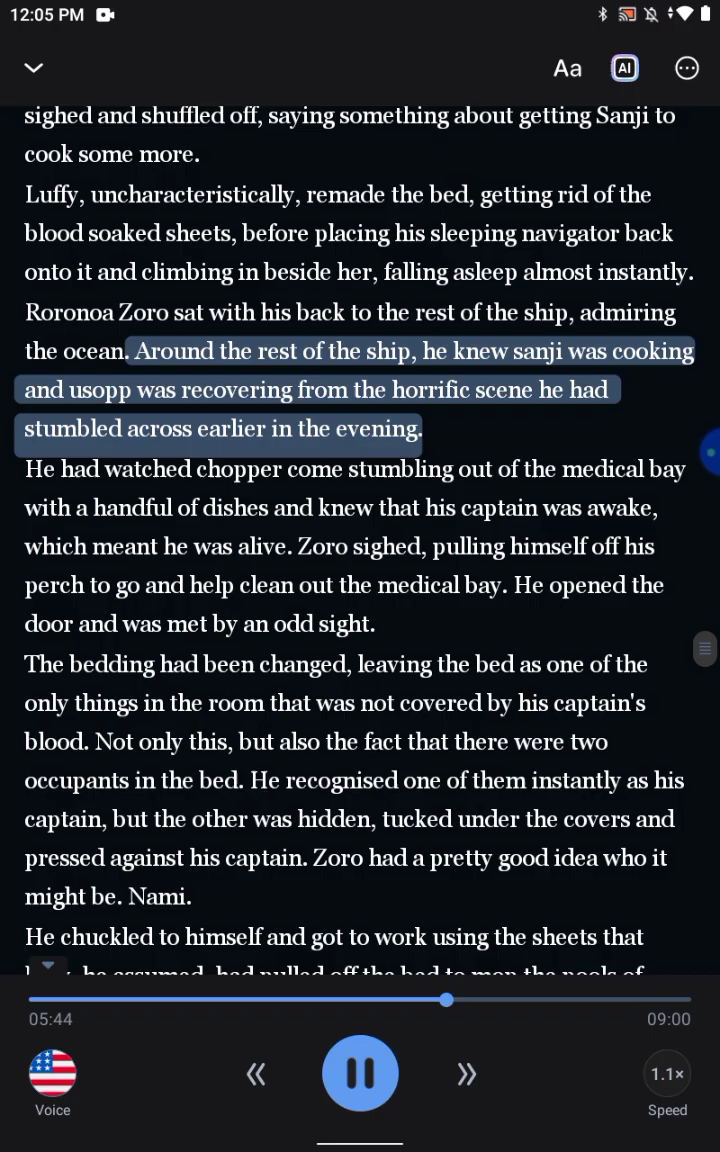 12:05 PM
Aa
AI
sighed and shuffled off, saying something about getting Sanji to
cook some more.
Luffy, uncharacteristically, remade the bed, getting rid of the
blood soaked sheets, before placing his sleeping navigator back
onto it and climbing in beside her, falling asleep almost instantly.
Roronoa Zoro sat with his back to the rest of the ship, admiring
the ocean. Around the rest of the ship, he knew sanji was cooking
and usopp was recovering from the horrific scene he had
stumbled across earlier in the evening.
He had watched chopper come stumbling out of the medical bay
with a handful of dishes and knew that his captain was awake,
which meant he was alive. Zoro sighed, pulling himself off his
perch to go and help clean out the medical bay. He opened the
door and was met by an odd sight.
The bedding had been changed, leaving the bed as one of the
only things in the room that was not covered by his captain's
blood. Not only this, but also the fact that there were two
occupants in the bed. He recognised one of them instantly as his
captain, but the other was hidden, tucked under the covers and
pressed against his captain. Zoro had a pretty good idea who it
might be. Nami.
He chuckled to himself and got to work using the sheets that
he assumed, had pulled off the bed to mop the pools of
05:44
09:00
1.1×
Voice
Speed